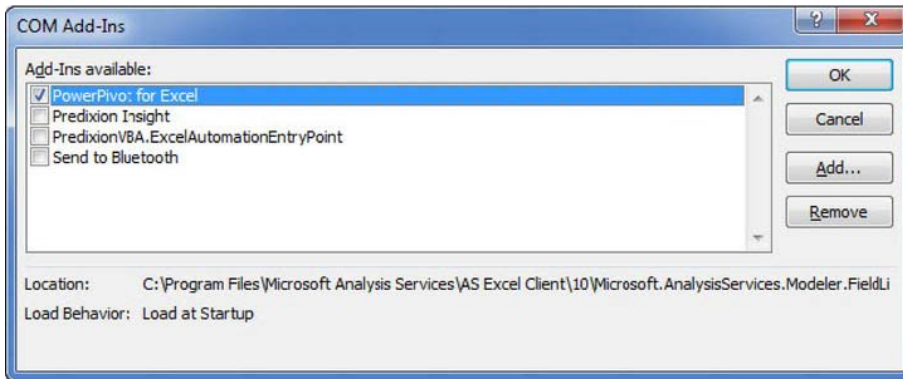 COM Add-Ins
Add-Ins available:
PowerPivot for Excel
Predixion Insight
PredixionVBA.ExcelAutomationEntryPoint
Send to Bluetooth
OK
Cancel
Add...
Remove
Location: C:\Program Files\Microsoft Analysis Services\AS Excel Client\10\Microsoft.AnalysisServices.Modeler.FieldLi
Load Behavior: Load at Startup